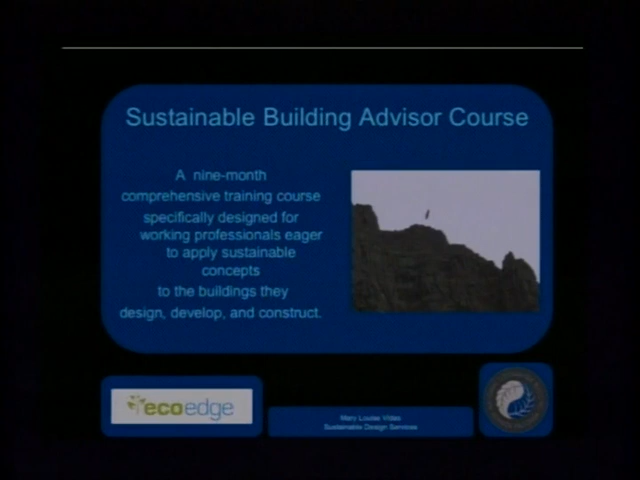 Sustainable Building Advisor Course
A nine-month
comprehensive training course
specifically designed for
working professionals eager
to apply sustainable
concepts
to the buildings they
design, develop, and construct.
ecoedge
Mary Louise
Sustainable Design Services